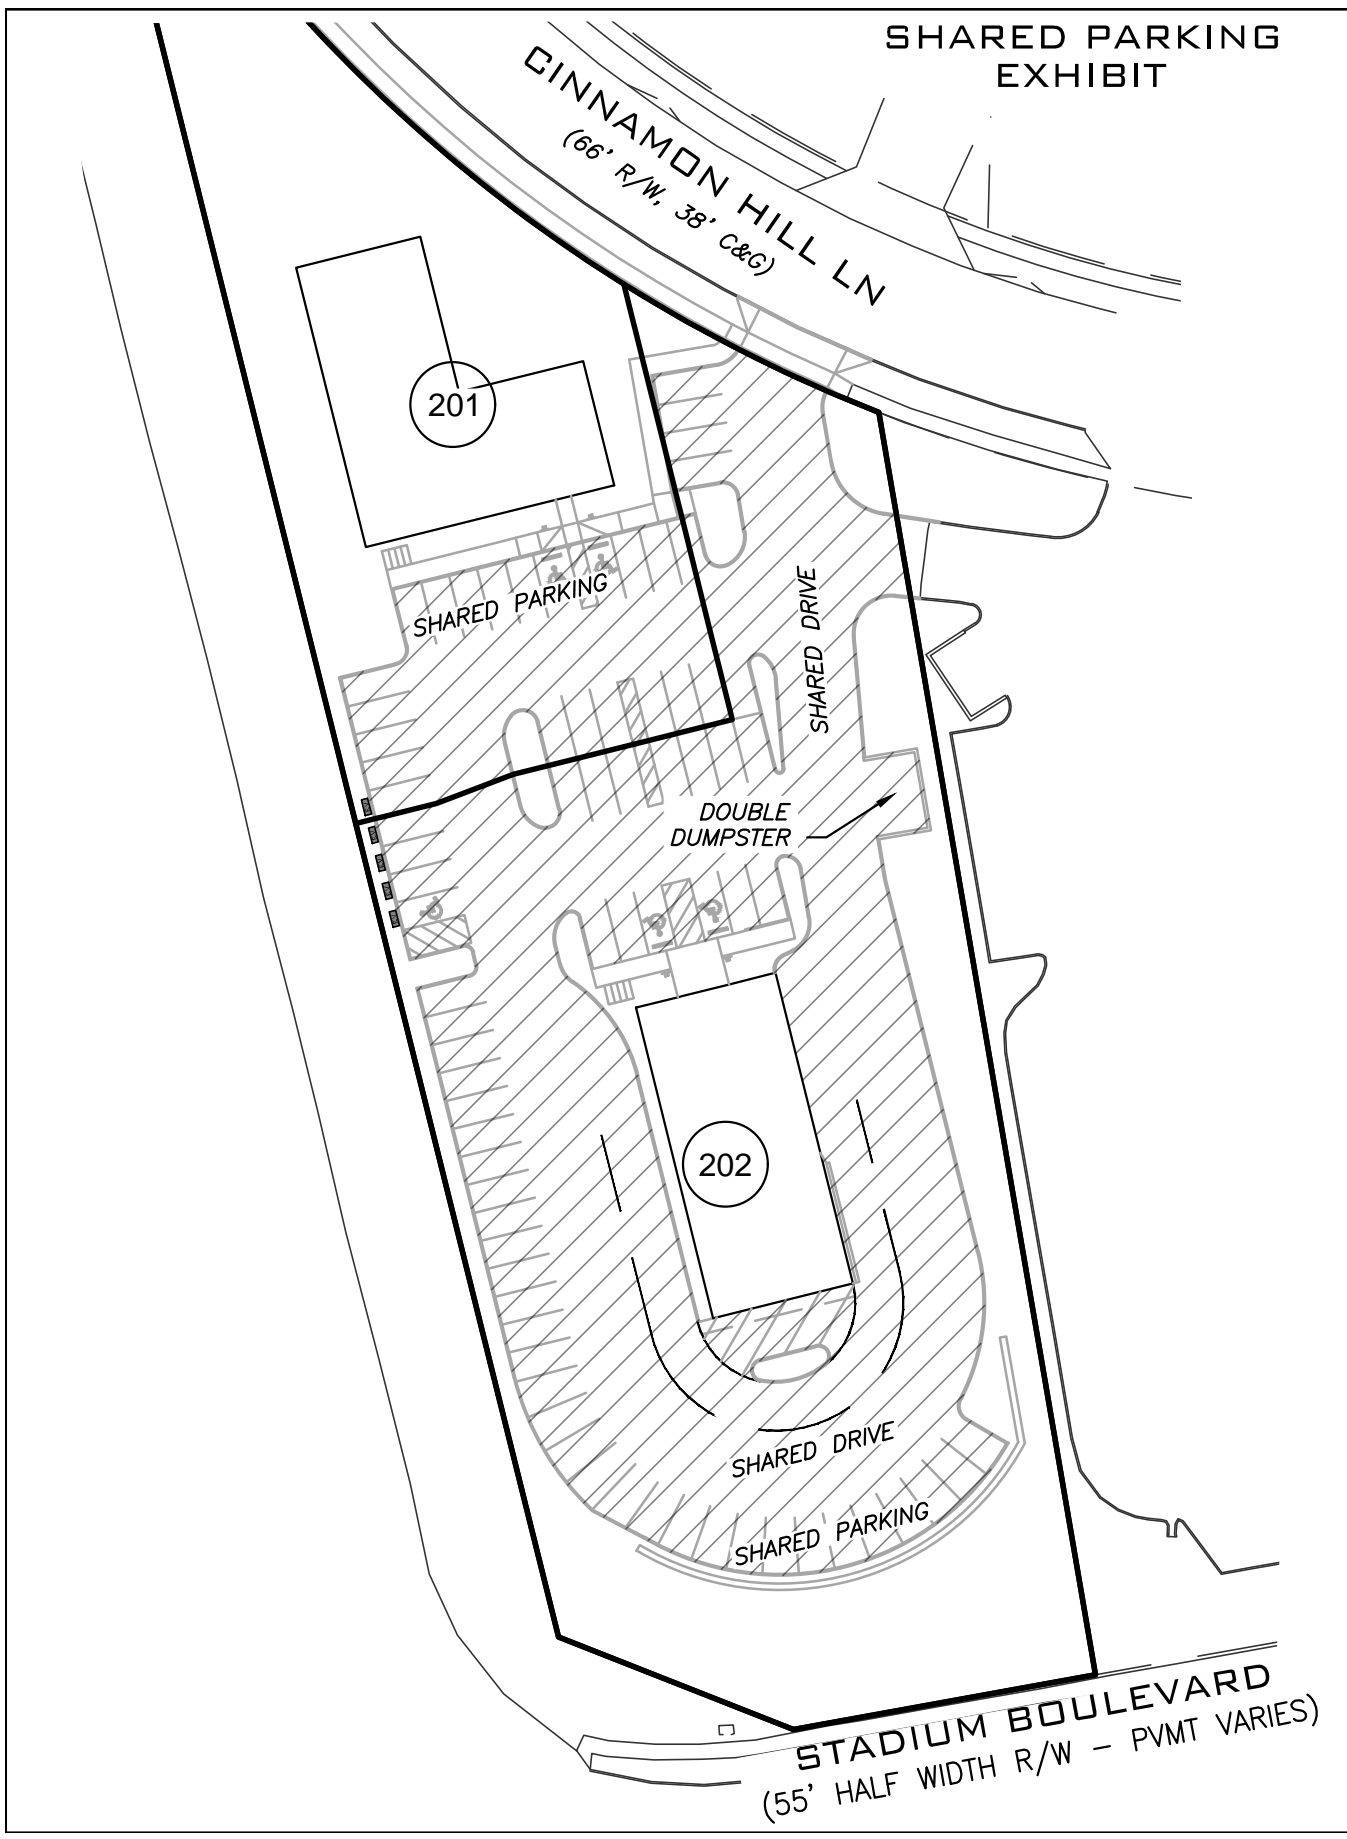 SHARED PARKING
EXHIBIT
CINNAMON HILL LN
(66' R/W, 38' C&G)
201
SHARED PARKING
SHARED DRIVE
DOUBLE
DUMPSTER
202
SHARED DRIVE
SHARED PARKING
STADIUM BOULEVARD
(55' HALF WIDTH R/W - PVMT VARIES)